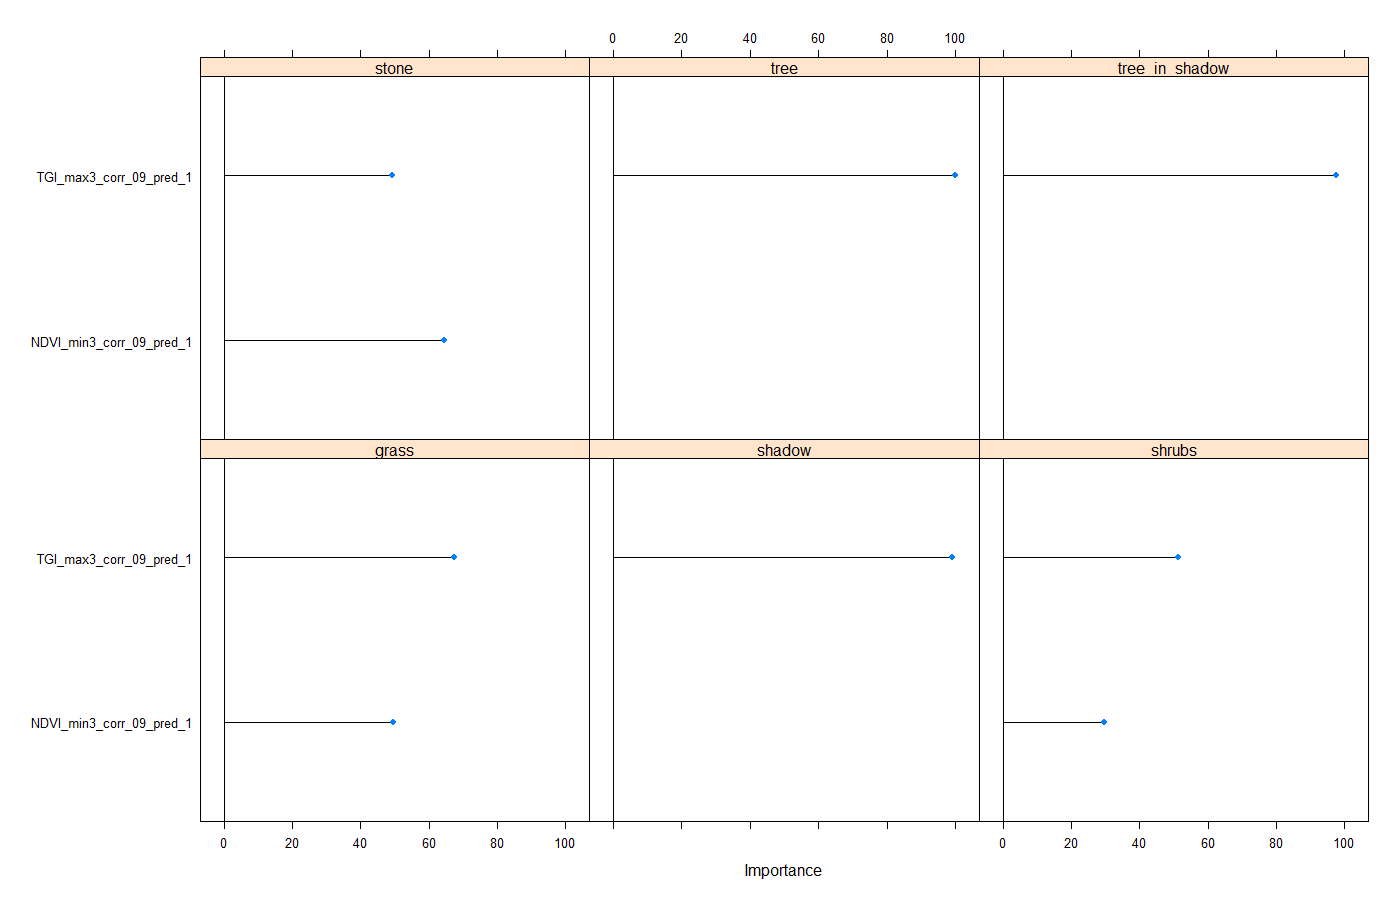 0 20 40 60 80 100
stone tree tree_in_shadow
TGI_max3_corr_09_pred_1
NDVI_min3_corr_09_pred_1
grass shadow shrubs
TGI_max3_corr_09_pred_1
NDVI_min3_corr_09_pred_1
0 20 40 60 80 100 0 20 40 60 80 100
Importance